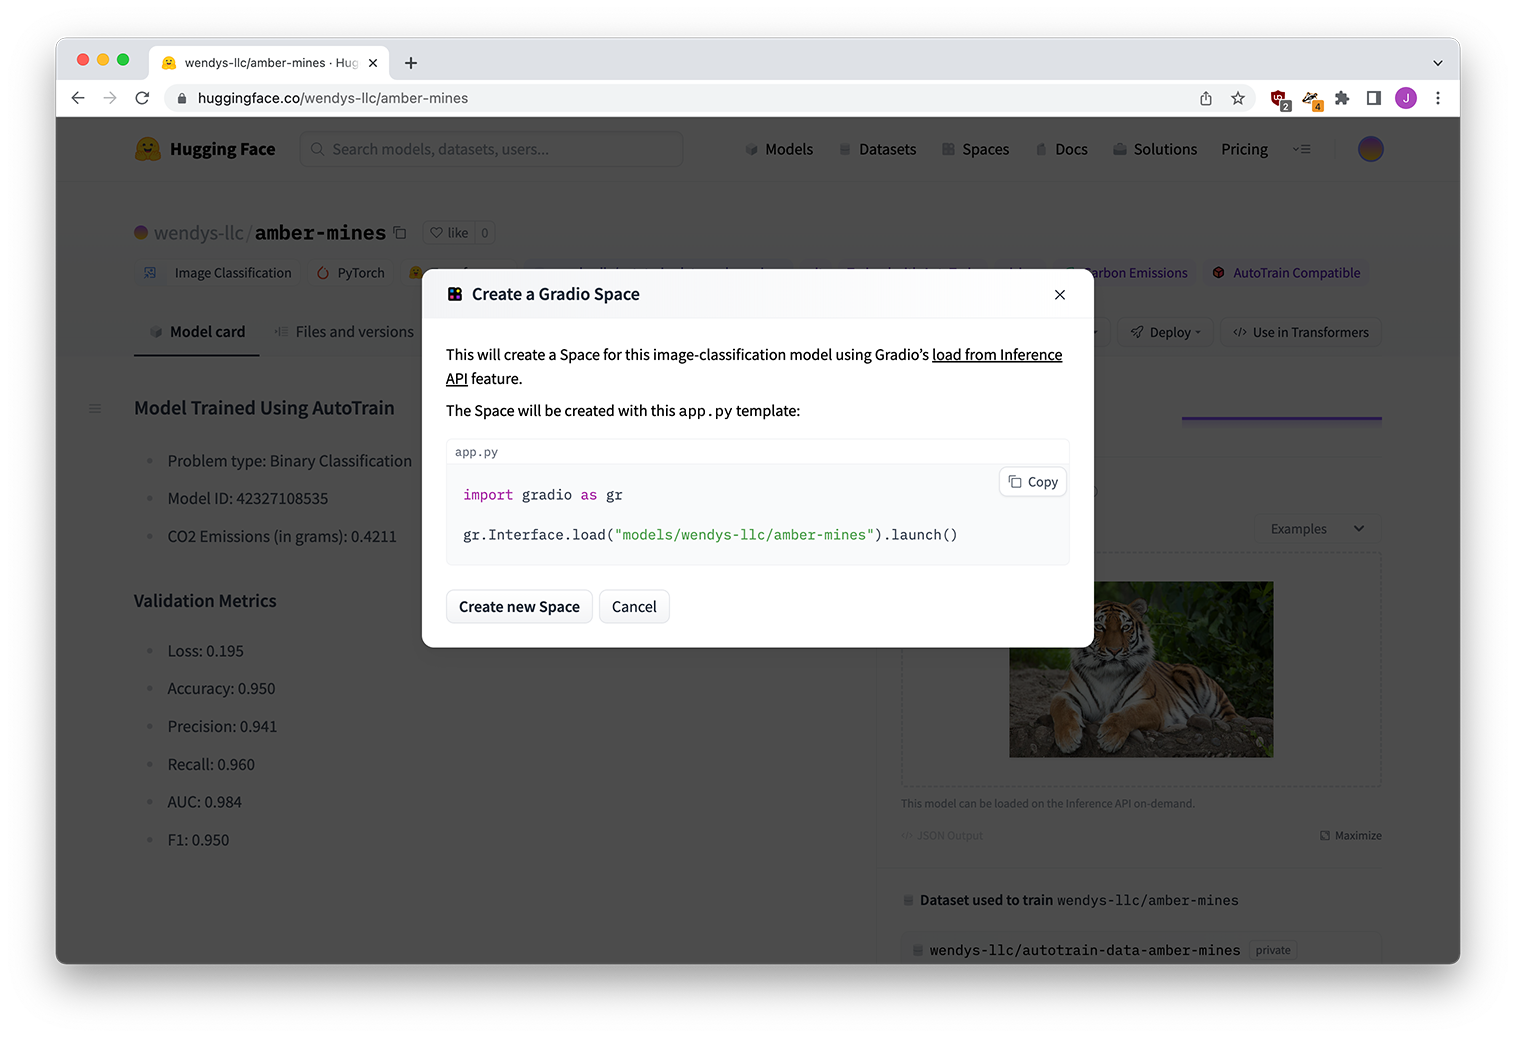 wendys-llc/amber-mines · Hug
huggingface.co/wendys-llc/amber-mines
2
4
J
Hugging Face
Search models, datasets, users...
Models
Datasets
Spaces
Docs
Solutions
Pricing
wendys-llc/amber-mines
like 0
Image Classification
PyTorch
Carbon Emissions
AutoTrain Compatible
Model card
Files and versions
Deploy
</> Use in Transformers
Create a Gradio Space
This will create a Space for this image-classification model using Gradio’s load from Inference
API feature.
The Space will be created with this app.py template:
app.py
Copy
import gradio as gr
gr.Interface.load("models/wendys-llc/amber-mines").launch()
Create new Space
Cancel
Model Trained Using AutoTrain
Problem type: Binary Classification
Model ID: 42327108535
CO2 Emissions (in grams): 0.4211
Validation Metrics
Loss: 0.195
Accuracy: 0.950
Precision: 0.941
Recall: 0.960
AUC: 0.984
F1: 0.950
Examples
This model can be loaded on the Inference API on-demand.
</> JSON Output
Maximize
Dataset used to train wendys-llc/amber-mines
wendys-llc/autotrain-data-amber-mines private